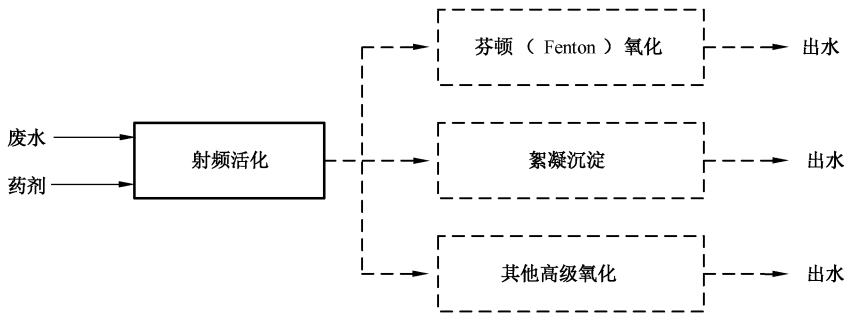 芬顿（Fenton）氧化
出水
废水
药剂
射频活化
絮凝沉淀
出水
其他高级氧化
出水